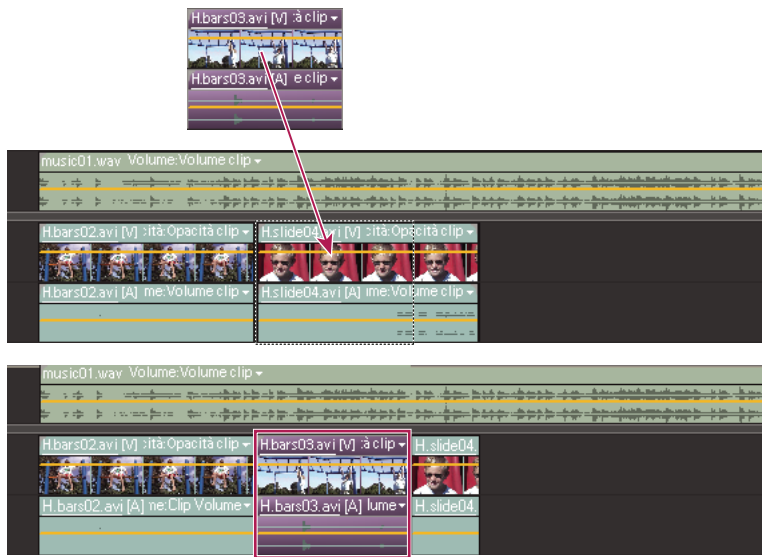 H.bars03.avi [V] :à clip
H.bars03.avi [A] e clip
music01.wav Volume:Volume clip
H.bars02.avi [V] :ità:Opacità clip
H.slide04.avi [V] :ità:Opacità clip
H.bars02.avi [A] me:Volume clip
H.slide04.avi [A] ume:Volume clip
music01.wav Volume:Volume clip
H.bars02.avi [V] :ità:Opacità clip
H.bars03.avi [V] :à clip
H.slide04.
H.bars02.avi [A] ne:Clip Volume
H.bars03.avi [A] lume
H.slide04.